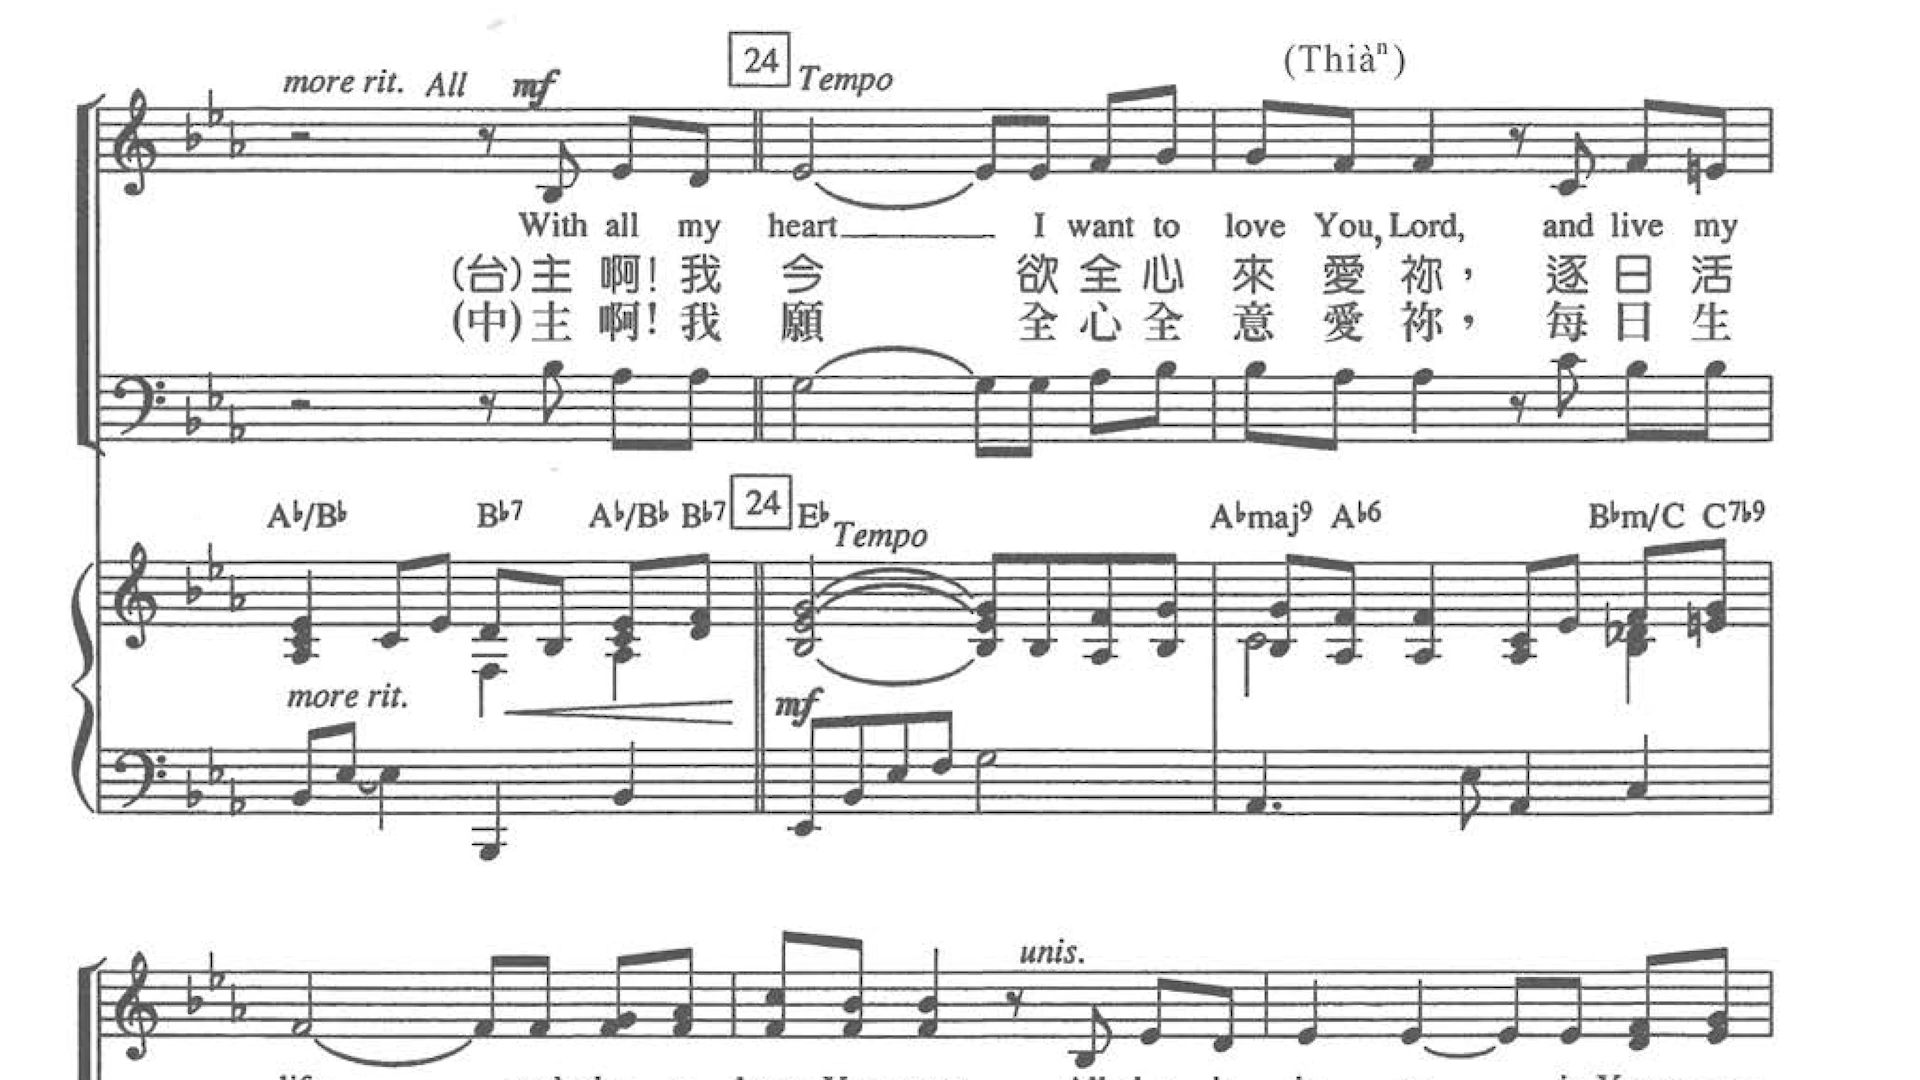 more rit. All mf 24 Tempo (Thiàⁿ)
With all my heart I want to love You, Lord, and live my
(台)主 啊! 我 今 欲 全 心 來 愛 祢, 逐 日 活
(中)主 啊! 我 願 全 心 全 意 愛 祢, 每 日 生
A♭/B♭ B♭7 A♭/B♭ B♭7 24 E♭ Tempo A♭maj9 A♭6 B♭m/C C7♭9
more rit. mf
unis.